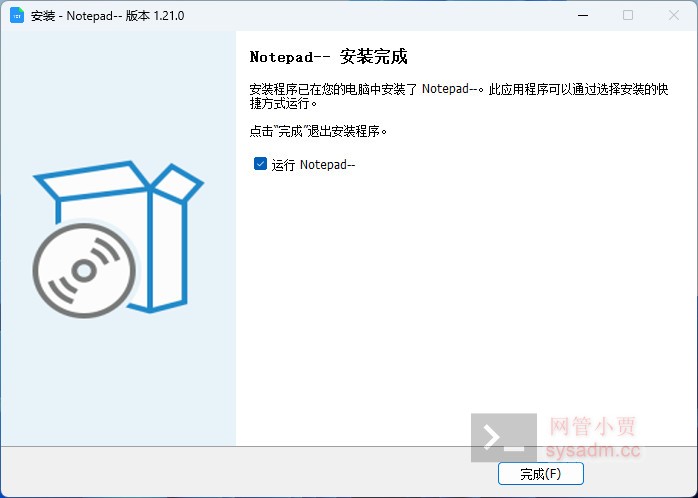 安装 - Notepad-- 版本 1.21.0
Notepad-- 安装完成
安装程序已在您的电脑中安装了 Notepad--。此应用程序可以通过选择安装的快
捷方式运行。
点击“完成”退出安装程序。
运行 Notepad--
网管小贾
sysadm.cc
完成(F)